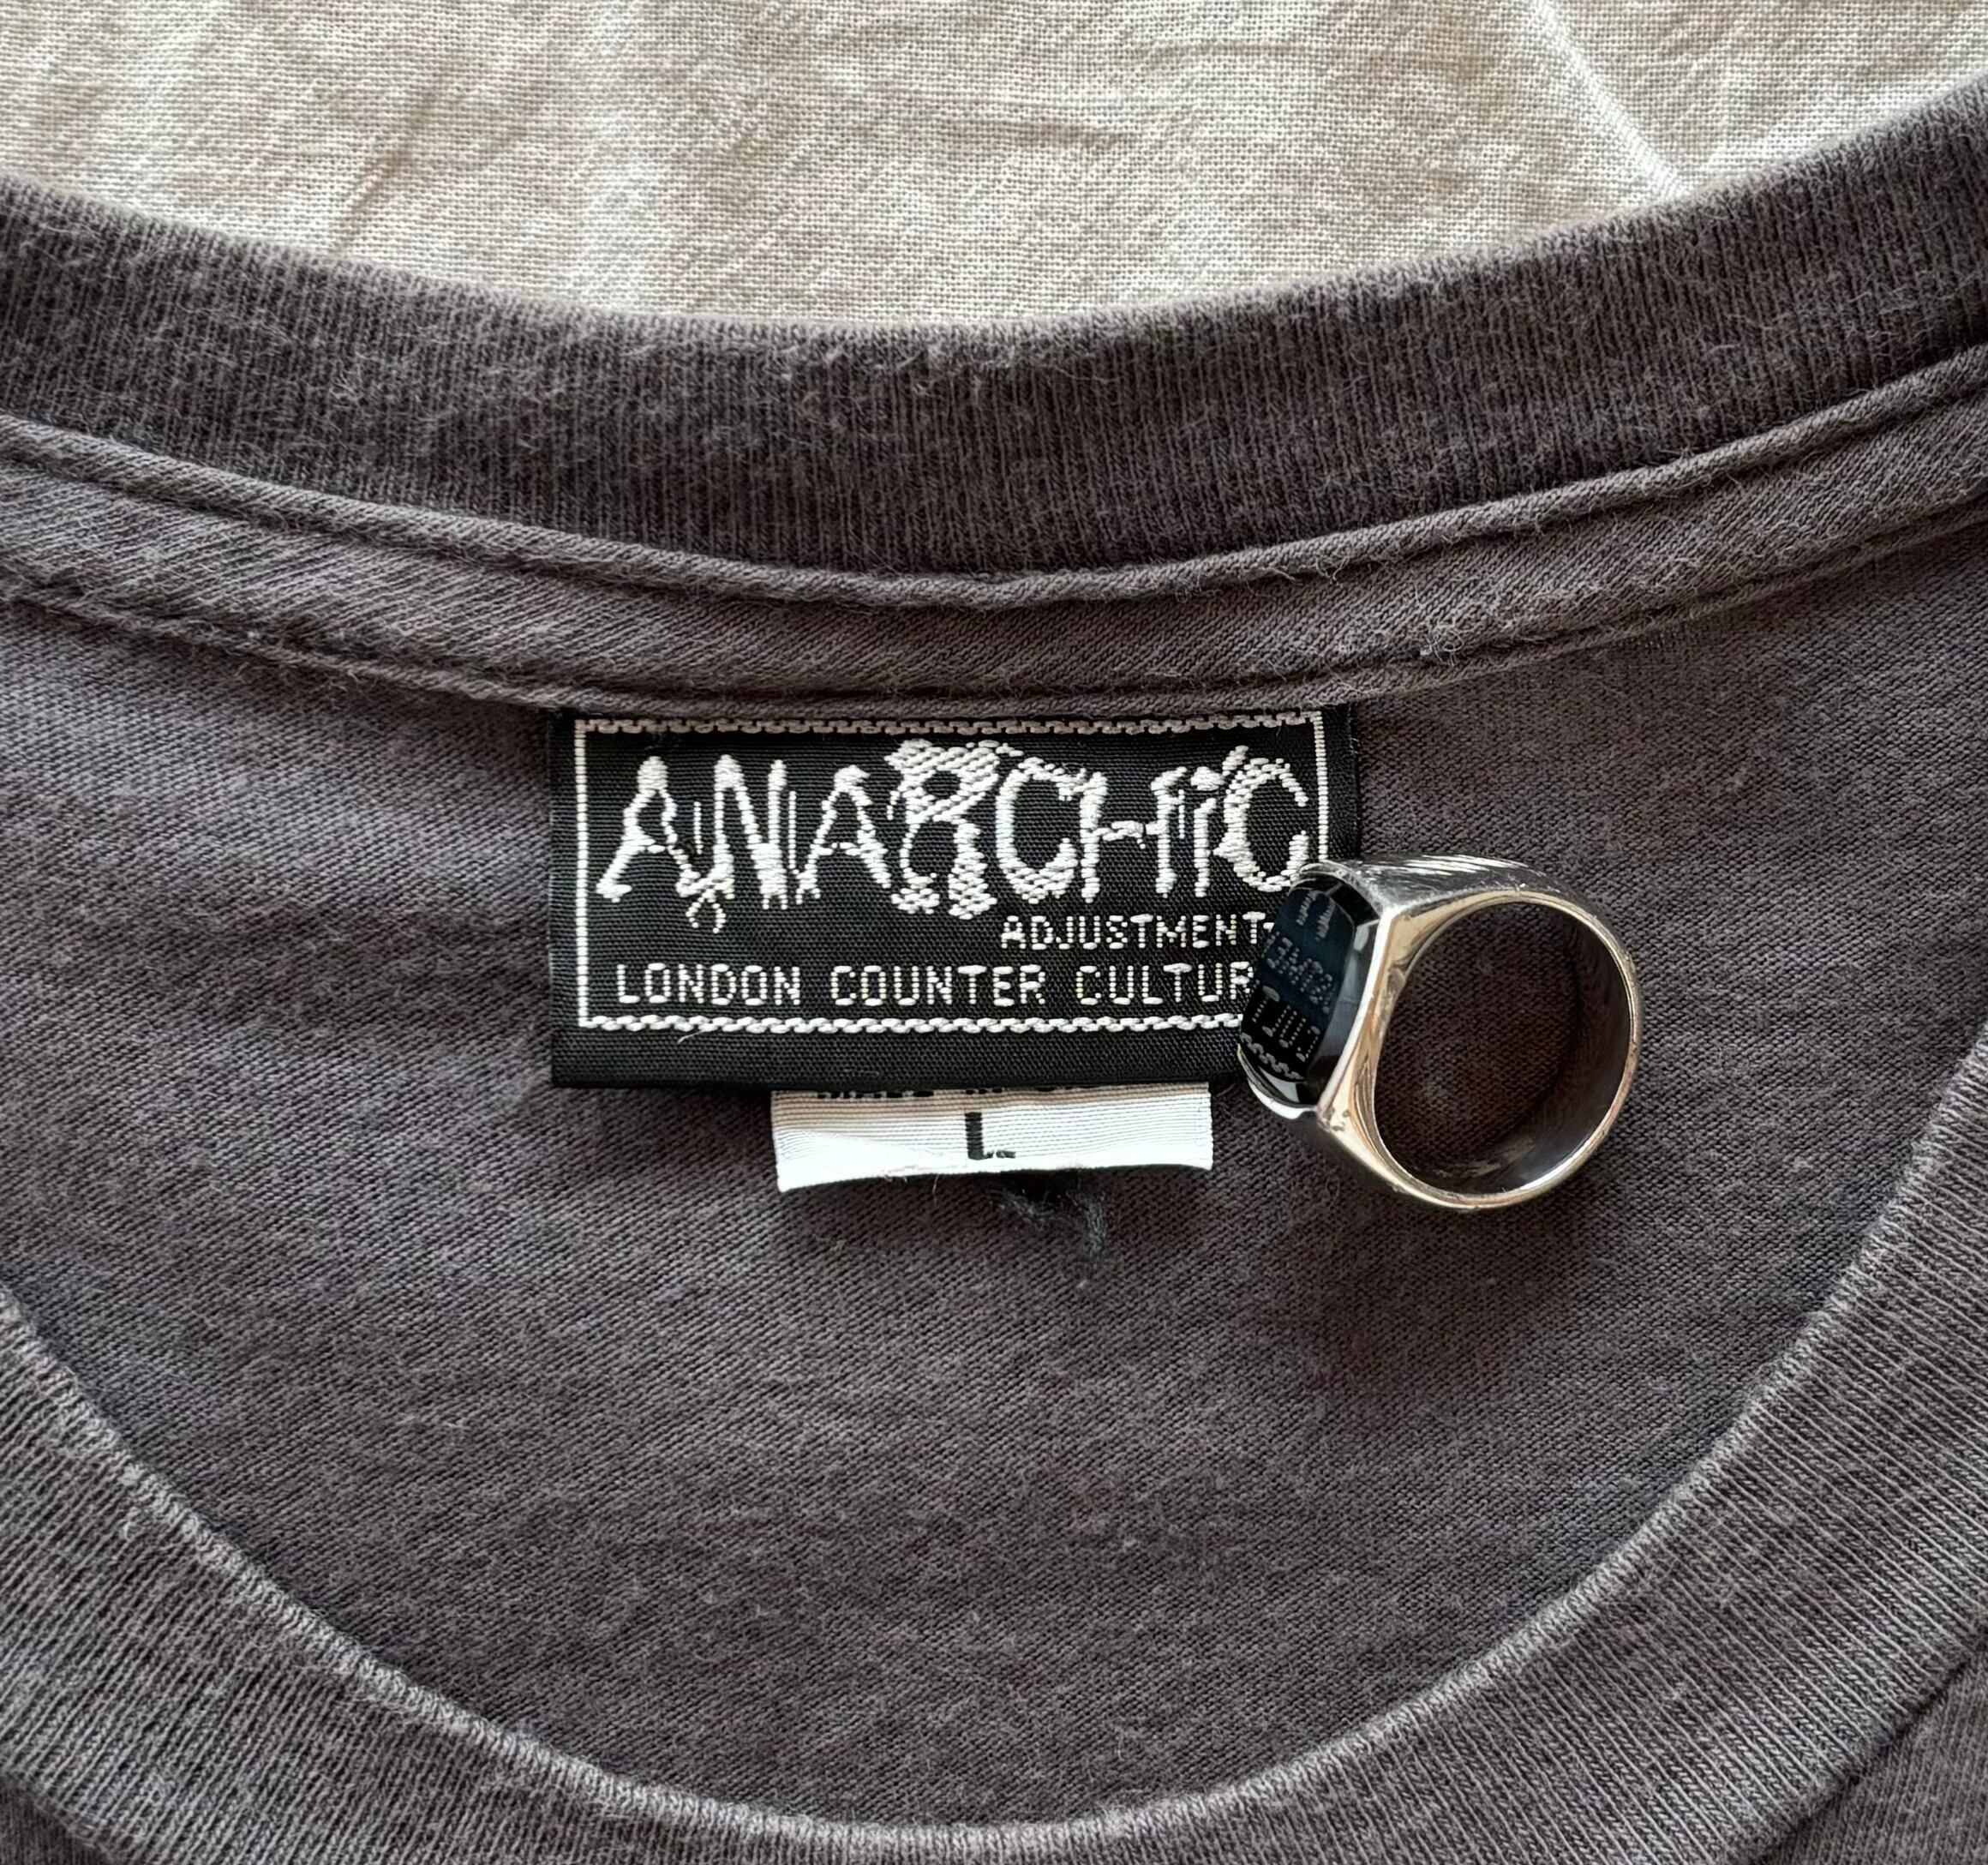 ANARCHIC
ADJUSTMENT
LONDON COUNTER CULTUR
L